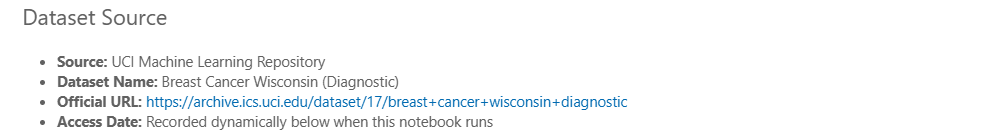 Dataset Source
Source: UCI Machine Learning Repository
Dataset Name: Breast Cancer Wisconsin (Diagnostic)
Official URL: https://archive.ics.uci.edu/dataset/17/breast+cancer+wisconsin+diagnostic
Access Date: Recorded dynamically below when this notebook runs